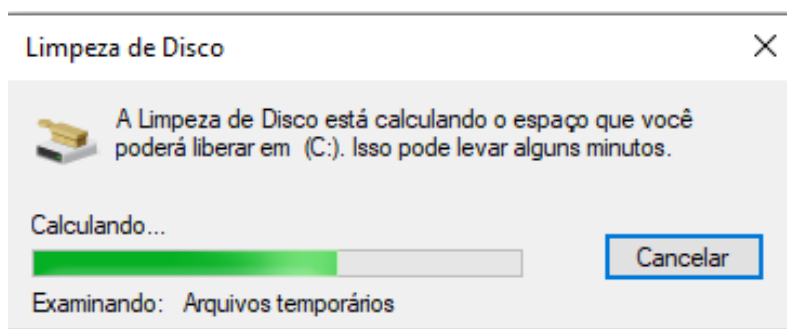 Limpeza de Disco
A Limpeza de Disco está calculando o espaço que você
poderá liberar em  (C:). Isso pode levar alguns minutos.
Calculando...
Cancelar
Examinando:   Arquivos temporários